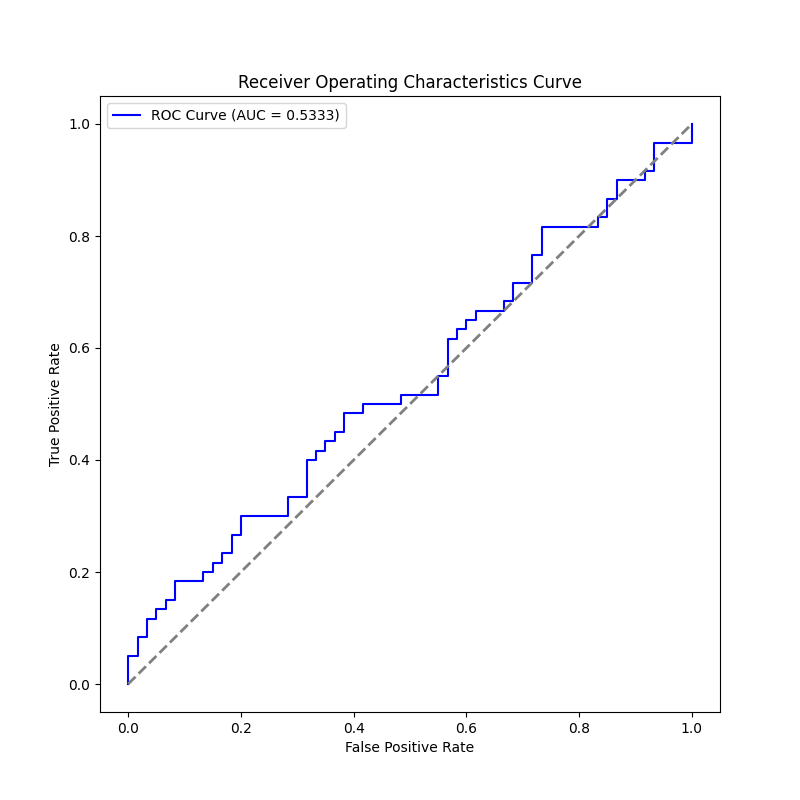 Receiver Operating Characteristics Curve
ROC Curve (AUC = 0.5333)
1.0
0.8
0.6
0.4
0.2
0.0
True Positive Rate
0.0 0.2 0.4 0.6 0.8 1.0
False Positive Rate